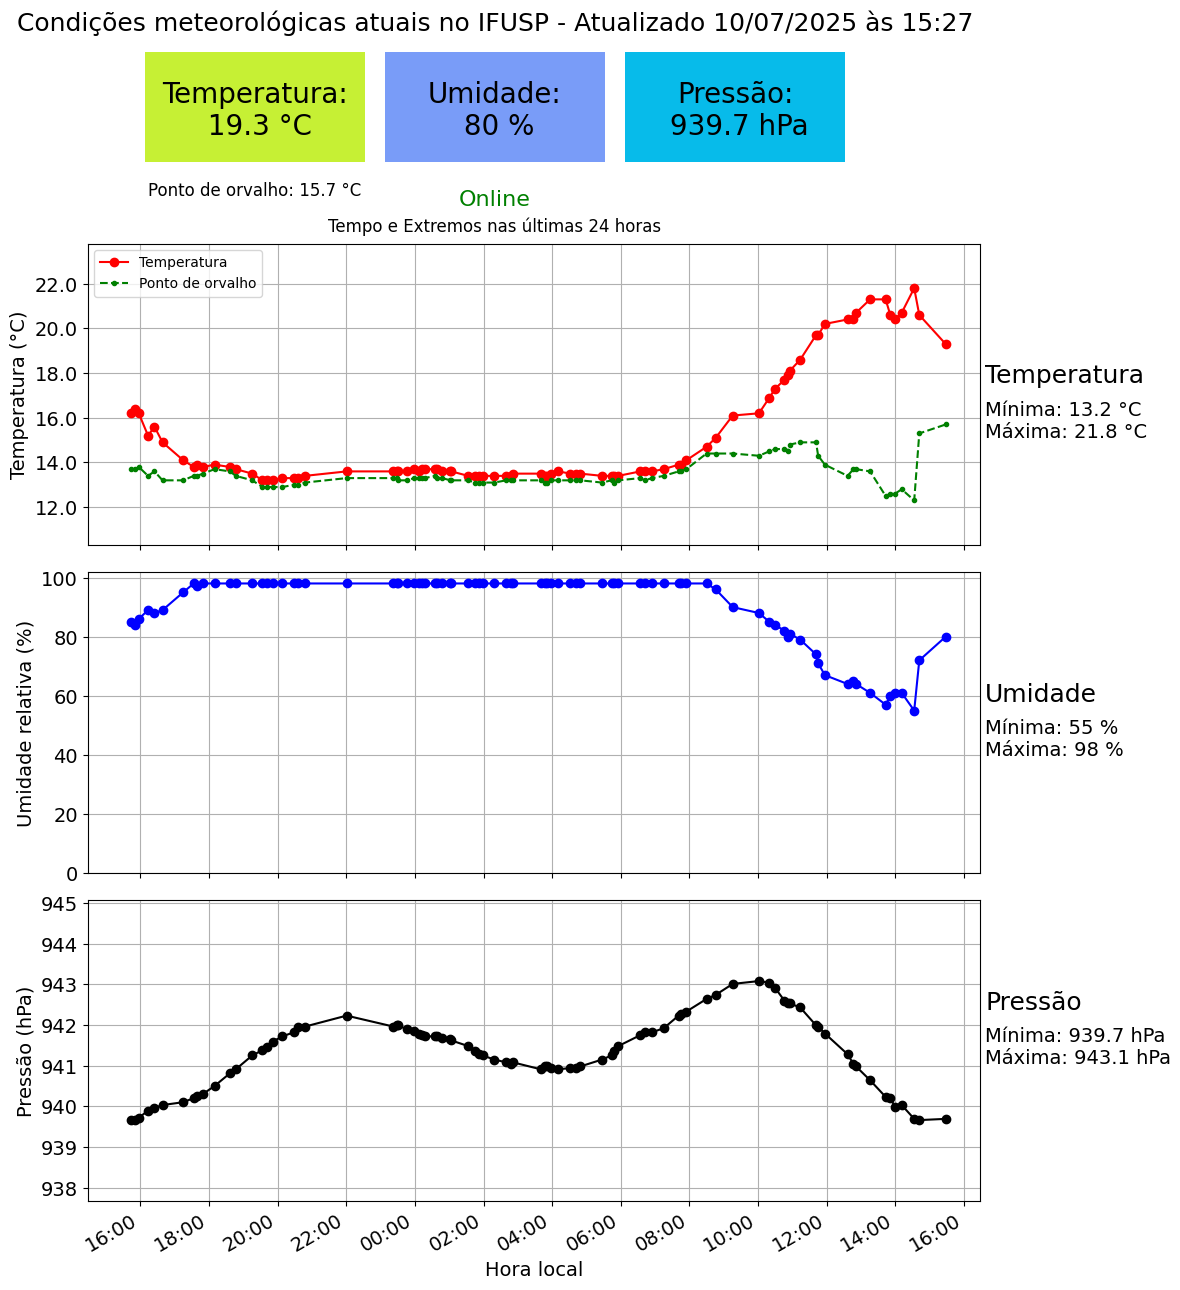 Condições meteorológicas atuais no IFUSP - Atualizado 10/07/2025 às 15:27
Temperatura:
19.3 °C
Umidade:
80 %
Pressão:
939.7 hPa
Ponto de orvalho: 15.7 °C
Online
Tempo e Extremos nas últimas 24 horas
Temperatura
Ponto de orvalho
Temperatura (°C)
22.0
20.0
18.0
16.0
14.0
12.0
Temperatura
Mínima: 13.2 °C
Máxima: 21.8 °C
Umidade relativa (%)
100
80
60
40
20
0
Umidade
Mínima: 55 %
Máxima: 98 %
Pressão (hPa)
945
944
943
942
941
940
939
938
Pressão
Mínima: 939.7 hPa
Máxima: 943.1 hPa
16:00
18:00
20:00
22:00
00:00
02:00
04:00
06:00
08:00
10:00
12:00
14:00
16:00
Hora local